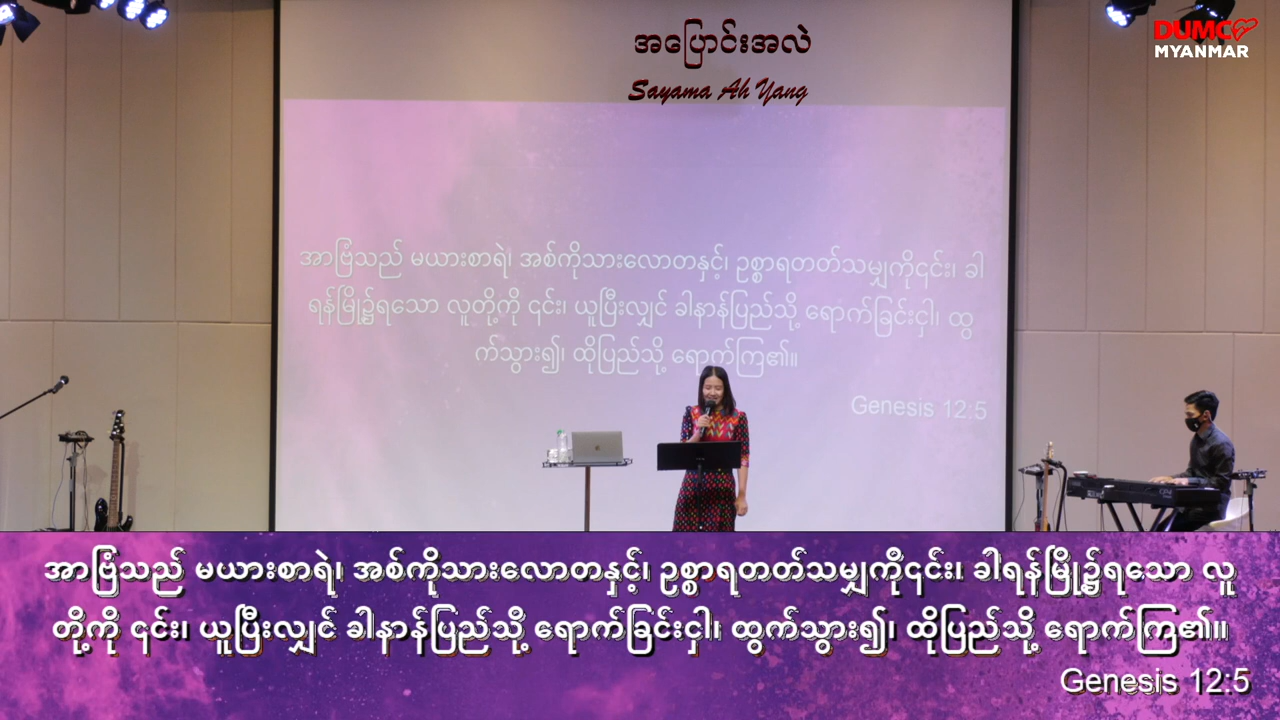 အပြောင်းအလဲ
Sayama Ah Yang
DUMC
MYANMAR
အာဗြံသည် မယားစာရဲ၊ အစ်ကိုသားလောတနှင့်၊ ဥစ္စာရတတ်သမျှကို၎င်း၊ ခါ
ရန်မြို့၌ရသော လူတို့ကို ၎င်း၊ ယူပြီးလျှင် ခါနာန်ပြည်သို့ ရောက်ခြင်းငှါ၊ ထွ
က်သွား၍၊ ထိုပြည်သို့ ရောက်ကြ၏။
Genesis 12:5
အာဗြံသည် မယားစာရဲ၊ အစ်ကိုသားလောတနှင့်၊ ဥစ္စာရတတ်သမျှကို၎င်း၊ ခါရန်မြို့၌ရသော လူ
တို့ကို ၎င်း၊ ယူပြီးလျှင် ခါနာန်ပြည်သို့ ရောက်ခြင်းငှါ၊ ထွက်သွား၍၊ ထိုပြည်သို့ ရောက်ကြ၏။
Genesis 12:5